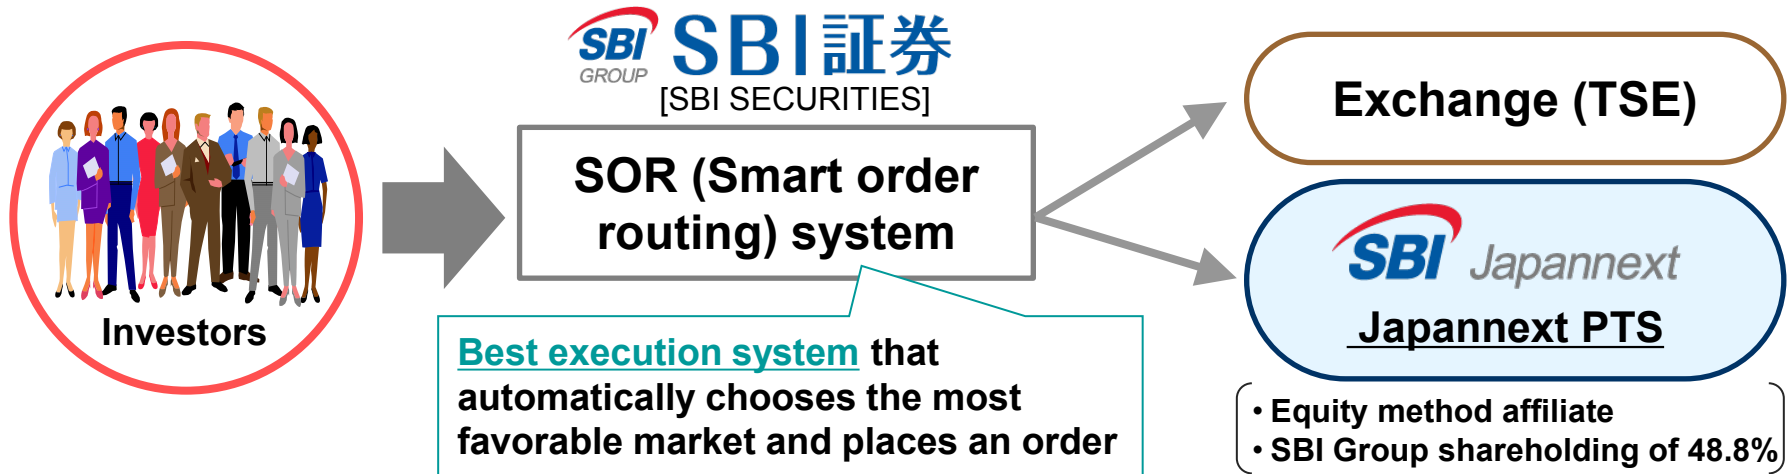 SBI
GROUP
SBI証券
[SBI SECURITIES]
Investors
SOR (Smart order
routing) system
Best execution system that
automatically chooses the most
favorable market and places an order
Exchange (TSE)
SBI Japannext
Japannext PTS
• Equity method affiliate
• SBI Group shareholding of 48.8%